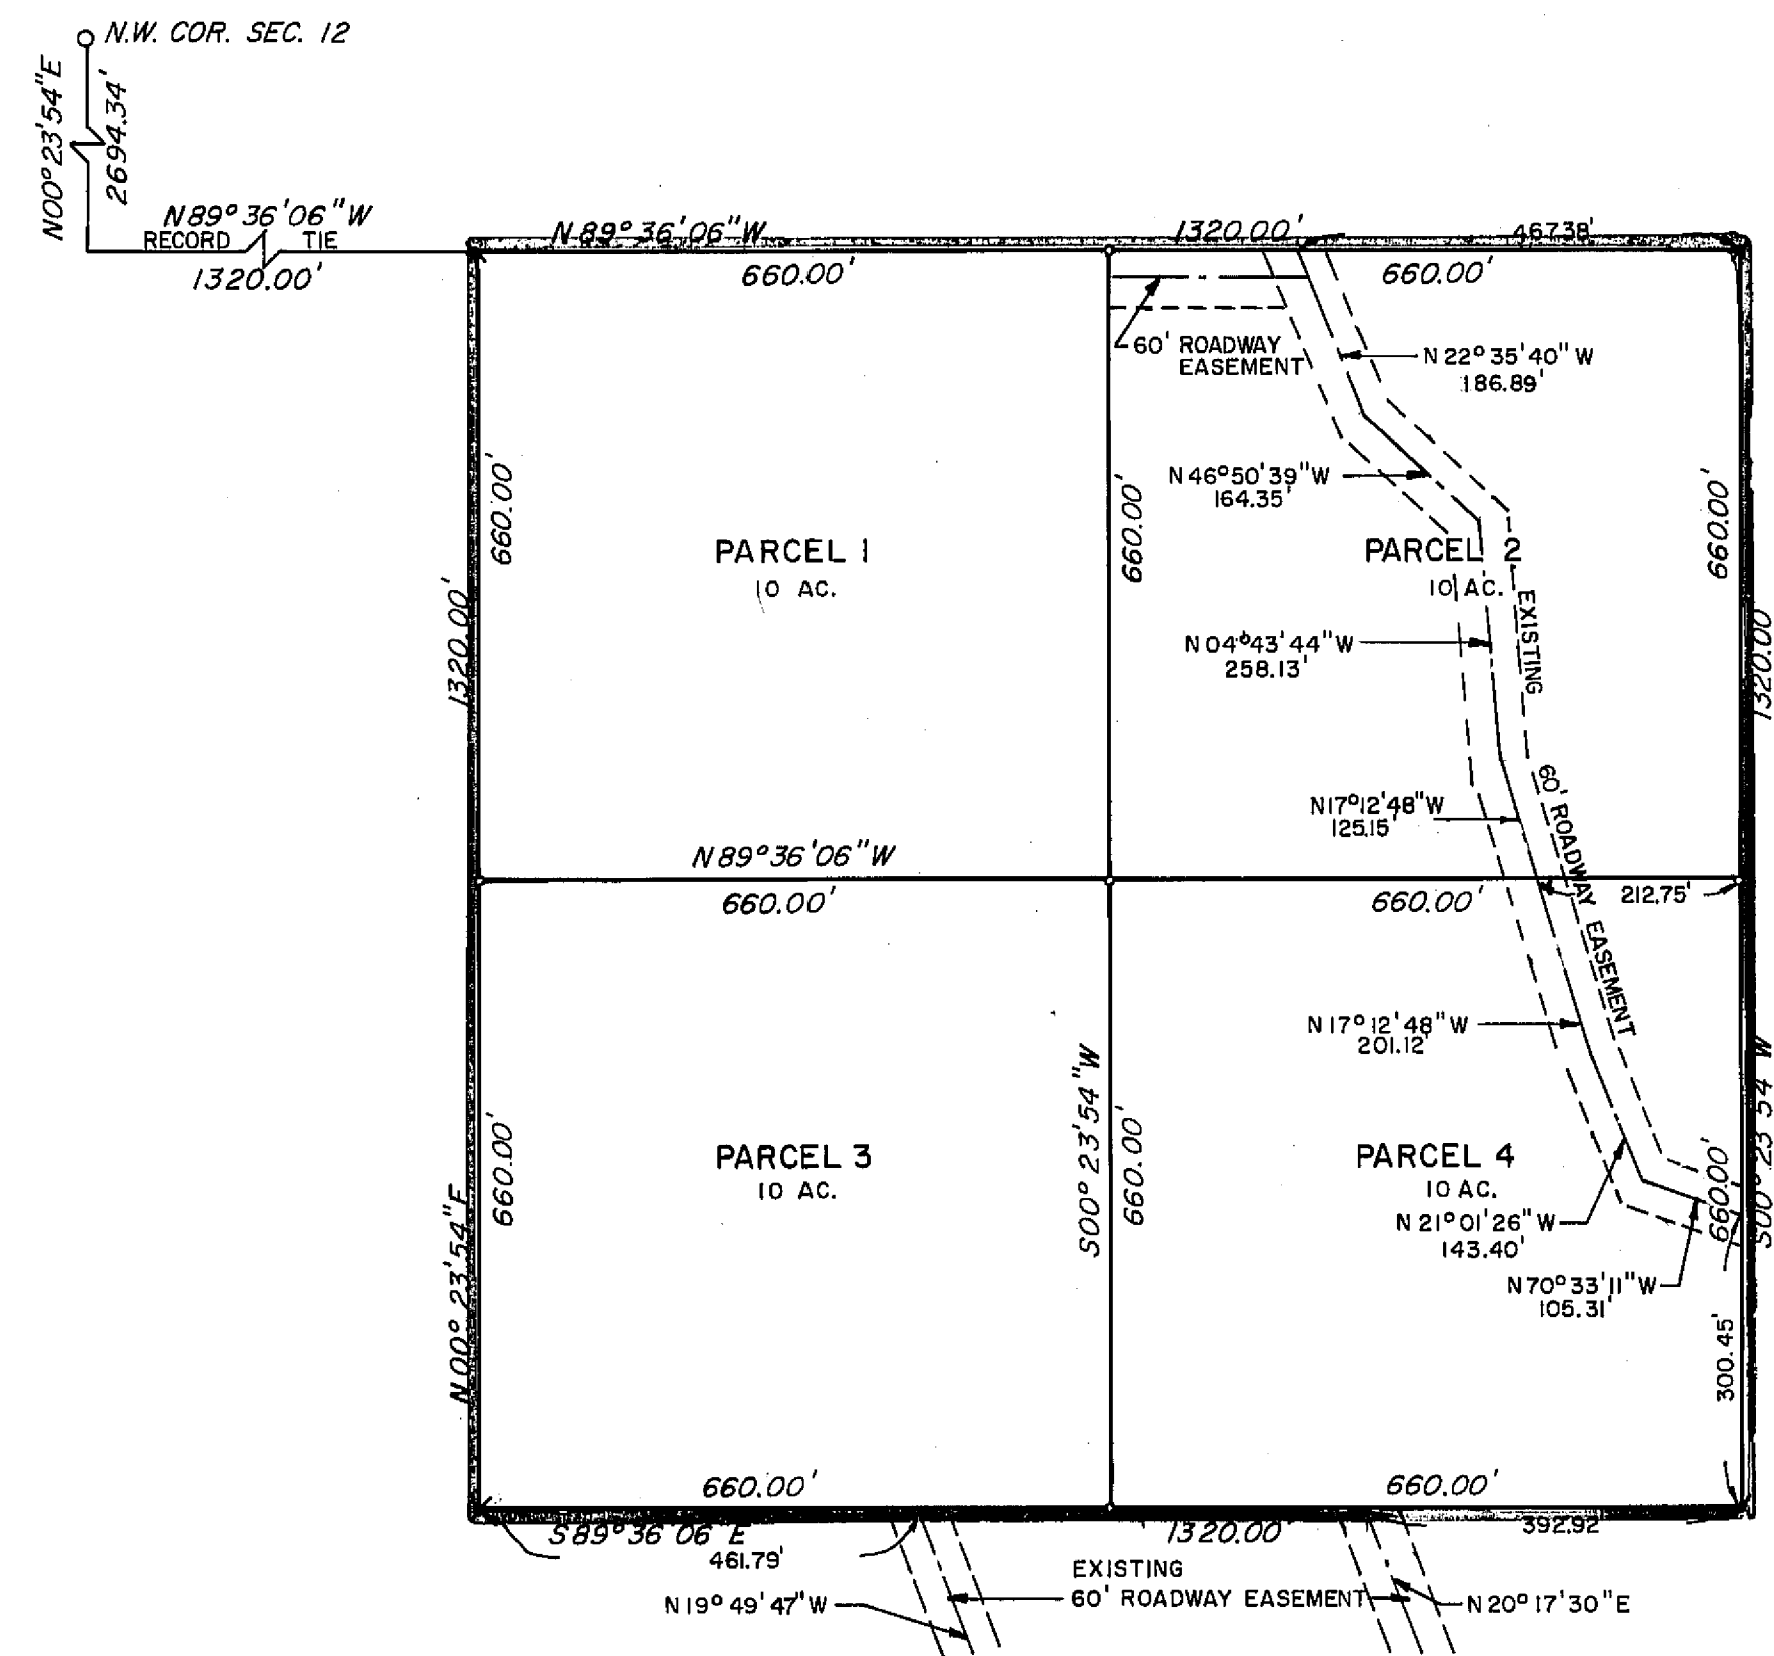 N.W. COR. SEC. 12
N00°23'54"E
2694.34'
N89°36'06"W
RECORD TIE
1320.00'
N 89°36'06"W
1320.00'
467.38'
660.00'
660.00'
60' ROADWAY
EASEMENT
N 22°35'40"W
186.89'
N 46°50'39"W
164.35'
660.00'
660.00'
660.00'
PARCEL 1
10 AC.
PARCEL 2
10 AC.
1320.00'
1320.00
N 04°43'44"W
258.13'
EXISTING
60' ROADWAY EASEMENT
N17°12'48"W
125.15'
N89°36'06"W
660.00'
660.00'
212.75'
N 17°12'48"W
201.12'
S00°23'54"W
S00°23 54 W
660.00'
660.00'
660.00'
PARCEL 3
10 AC.
PARCEL 4
10 AC.
N 21°01'26"W
143.40'
N 70°33'11"W
105.31'
N 00°23'54"E
300.45'
660.00'
660.00'
S 89°36'06"E
461.79'
1320.00
392.92
EXISTING
60' ROADWAY EASEMENT
N 19°49'47"W
N 20°17'30"E